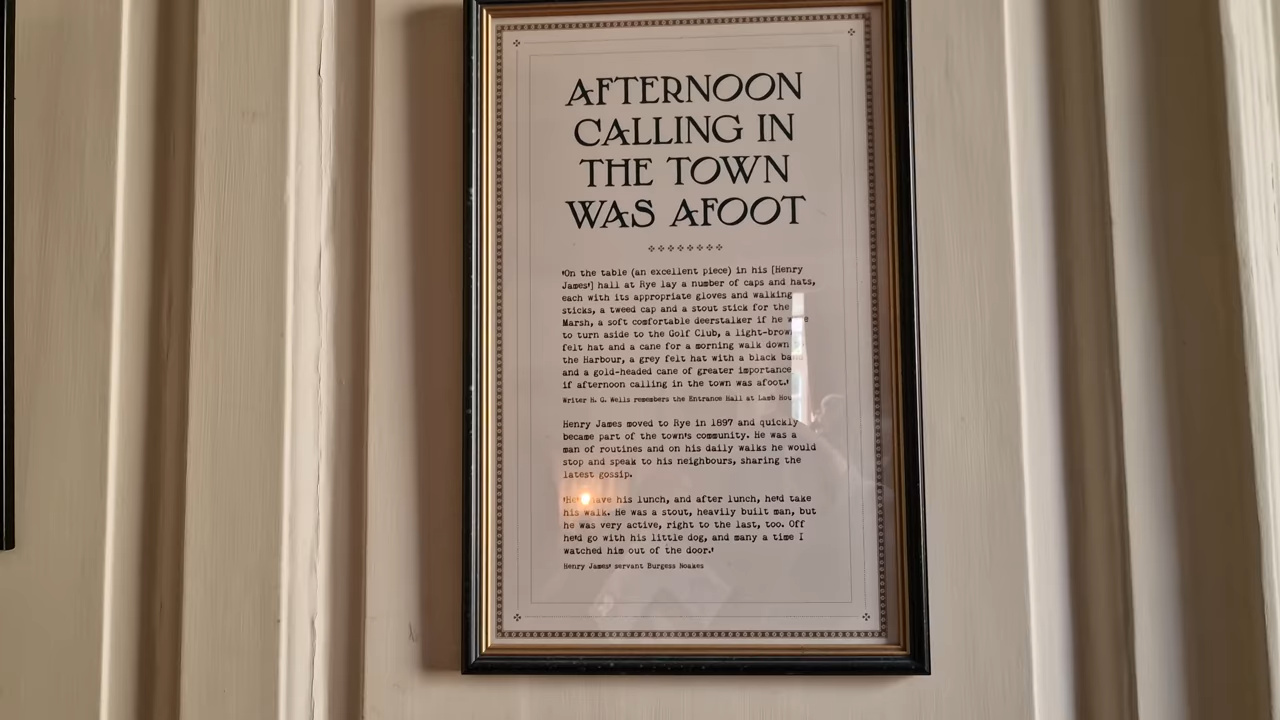 AFTERNOON
CALLING IN
THE TOWN
WAS AFOOT
'On the table (an excellent piece) in his [Henry
James'] hall at Rye lay a number of caps and hats,
each with its appropriate gloves and walking
sticks, a tweed cap and a stout stick for the
Marsh, a soft comfortable deerstalker if he were
to turn aside to the Golf Club, a light-brown
felt hat and a cane for a morning walk down
the Harbour, a grey felt hat with a black band
and a gold-headed cane of greater importance
if afternoon calling in the town was afoot.'
Writer H. G. Wells remembers the Entrance Hall at Lamb House
Henry James moved to Rye in 1897 and quickly
became part of the town's community. He was a
man of routines and on his daily walks he would
stop and speak to his neighbours, sharing the
latest gossip.
'He'd have his lunch, and after lunch, he'd take
his walk. He was a stout, heavily built man, but
he was very active, right to the last, too. Off
he'd go with his little dog, and many a time I
watched him out of the door.'
Henry James' servant Burgess Noakes